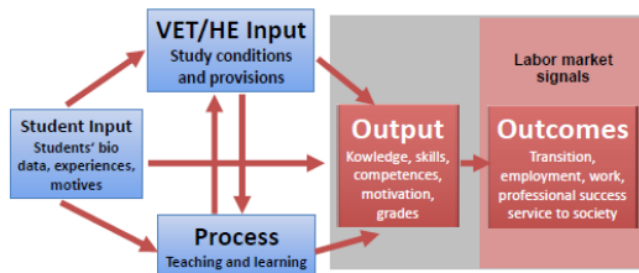 VET/HE Input
Study conditions
and provisions
Labor market
signals
Student Input
Students' bio
data, experiences,
motives
Output
Kowledge, skills,
competences,
motivation,
grades
Outcomes
Transition,
employment, work,
professional success
service to society
Process
Teaching and learning